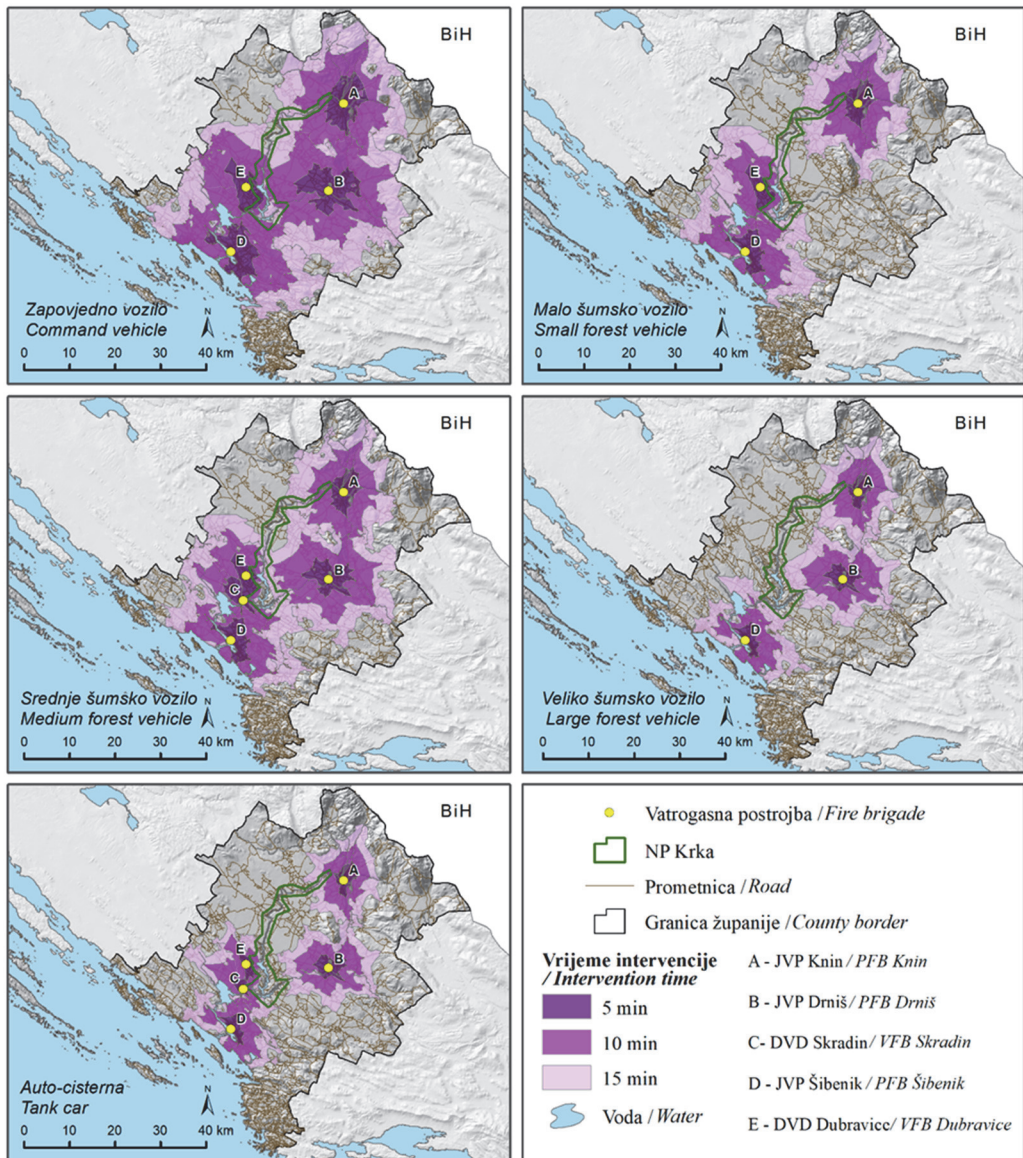 BiH
A
E
B
D
Zapovjedno vozilo
Command vehicle
N
0 10 20 30 40 km
BiH
A
E
D
Malo šumsko vozilo
Small forest vehicle
N
0 10 20 30 40 km
BiH
A
E
B
C
D
Srednje šumsko vozilo
Medium forest vehicle
N
0 10 20 30 40 km
BiH
A
B
D
Veliko šumsko vozilo
Large forest vehicle
N
0 10 20 30 40 km
BiH
A
E
B
C
D
Auto-cisterna
Tank car
N
0 10 20 30 40 km
Vatrogasna postrojba / Fire brigade
NP Krka
Prometnica / Road
Granica županije / County border
Vrijeme intervencije
/ Intervention time
5 min
10 min
15 min
Voda / Water
A - JVP Knin / PFB Knin
B - JVP Drniš / PFB Drniš
C- DVD Skradin / VFB Skradin
D - JVP Šibenik / PFB Šibenik
E - DVD Dubravice/ VFB Dubravice